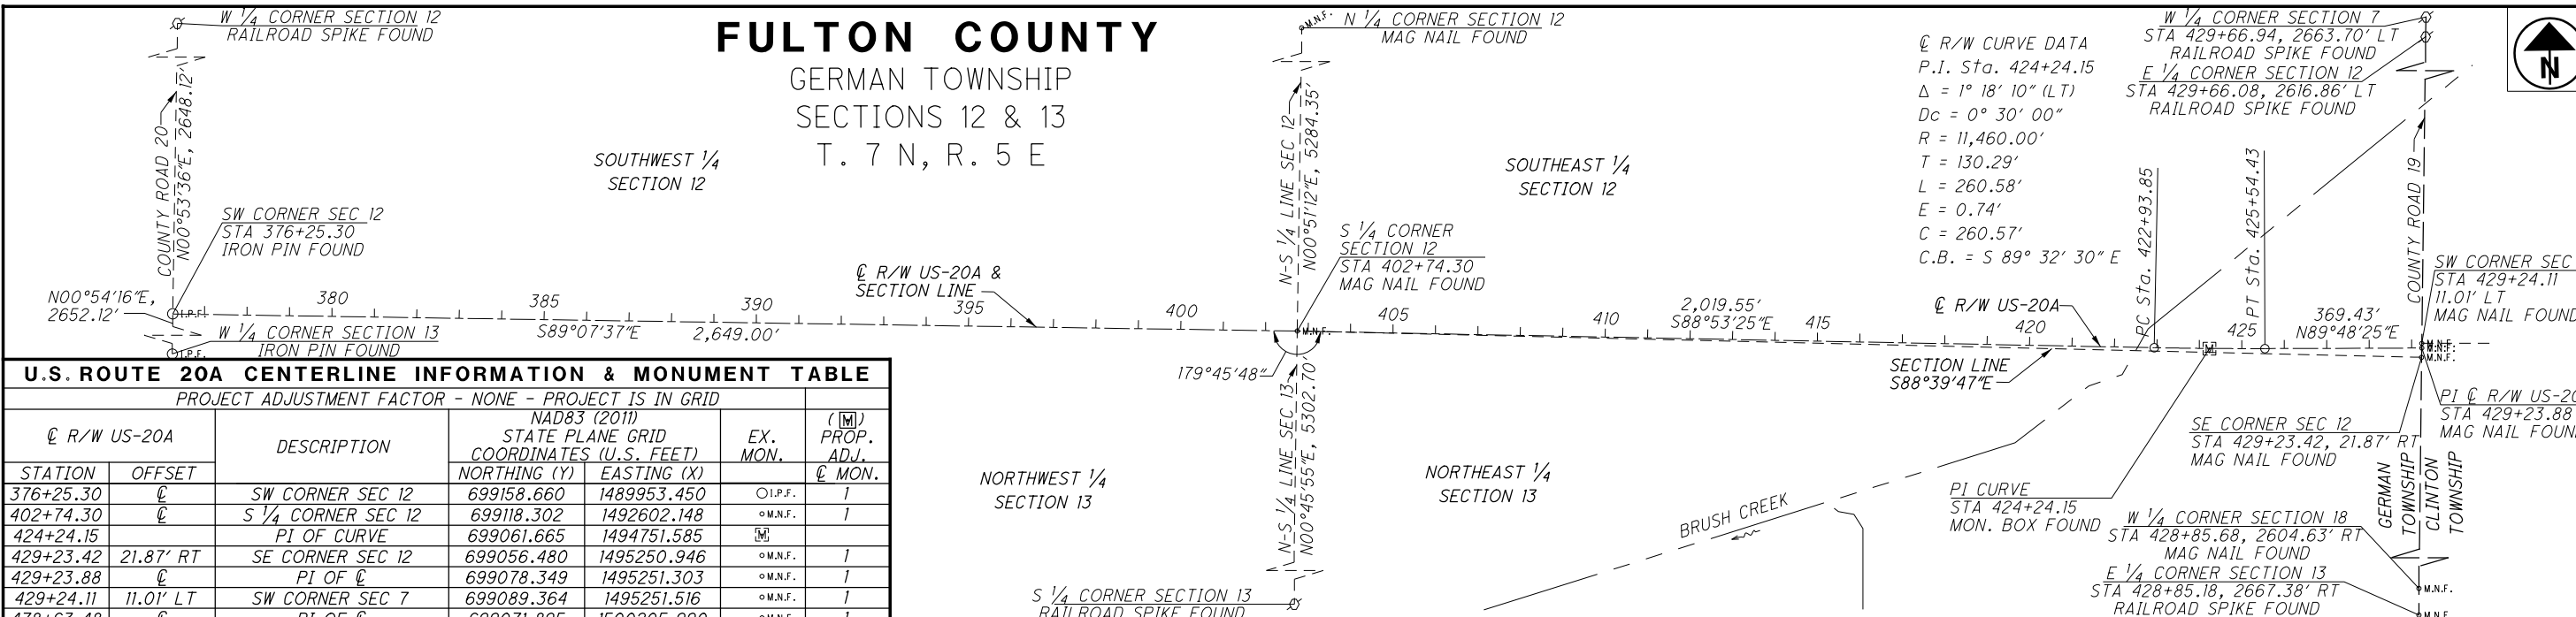 FULTON COUNTY
GERMAN TOWNSHIP
SECTIONS 12 & 13
T. 7 N, R. 5 E
W 1/4 CORNER SECTION 12
RAILROAD SPIKE FOUND
COUNTY ROAD 20
N00°53'36"E, 2648.12'
SW CORNER SEC 12
STA 376+25.30
IRON PIN FOUND
N00°54'16"E,
2652.12'
I.P.F.
W 1/4 CORNER SECTION 13
IRON PIN FOUND
I.P.F.
SOUTHWEST 1/4
SECTION 12
℄ R/W US-20A &
SECTION LINE
380
385
390
395
400
405
410
415
420
425
S89°07'37"E
2,649.00'
M.N.F.
N 1/4 CORNER SECTION 12
MAG NAIL FOUND
N-S 1/4 LINE SEC 12
N00°51'12"E, 5284.35'
S 1/4 CORNER
SECTION 12
STA 402+74.30
MAG NAIL FOUND
M.N.F.
179°45'48"
N-S 1/4 LINE SEC 13
N00°45'55"E, 5302.70'
SOUTHEAST 1/4
SECTION 12
2,019.55'
S88°53'25"E
℄ R/W US-20A
SECTION LINE
S88°39'47"E
NORTHWEST 1/4
SECTION 13
NORTHEAST 1/4
SECTION 13
BRUSH CREEK
S 1/4 CORNER SECTION 13
RAILROAD SPIKE FOUND
℄ R/W CURVE DATA
P.I. Sta. 424+24.15
Δ = 1° 18' 10" (LT)
Dc = 0° 30' 00"
R = 11,460.00'
T = 130.29'
L = 260.58'
E = 0.74'
C = 260.57'
C.B. = S 89° 32' 30" E
W 1/4 CORNER SECTION 7
STA 429+66.94, 2663.70' LT
RAILROAD SPIKE FOUND
E 1/4 CORNER SECTION 12
STA 429+66.08, 2616.86' LT
RAILROAD SPIKE FOUND
N
PC Sta. 422+93.85
PT Sta. 425+54.43
COUNTY ROAD 19
369.43'
N89°48'25"E
SW CORNER SEC
STA 429+24.11
11.01' LT
MAG NAIL FOUND
M.N.F.
PI ℄ R/W US-20
STA 429+23.88
MAG NAIL FOUN
SE CORNER SEC 12
STA 429+23.42, 21.87' RT
MAG NAIL FOUND
PI CURVE
STA 424+24.15
MON. BOX FOUND
GERMAN
TOWNSHIP
CLINTON
TOWNSHIP
W 1/4 CORNER SECTION 18
STA 428+85.68, 2604.63' RT
MAG NAIL FOUND
E 1/4 CORNER SECTION 13
STA 428+85.18, 2667.38' RT
RAILROAD SPIKE FOUND
M.N.F.
M.N.F.
U.S. ROUTE 20A CENTERLINE INFORMATION & MONUMENT TABLE
PROJECT ADJUSTMENT FACTOR - NONE - PROJECT IS IN GRID
℄ R/W US-20A DESCRIPTION NAD83 (2011) STATE PLANE GRID COORDINATES (U.S. FEET) EX. MON. (M) PROP. ADJ. ℄ MON.
STATION OFFSET NORTHING (Y) EASTING (X)
376+25.30 ℄ SW CORNER SEC 12 699158.660 1489953.450 I.P.F. 1
402+74.30 ℄ S 1/4 CORNER SEC 12 699118.302 1492602.148 M.N.F. 1
424+24.15 PI OF CURVE 699061.665 1494751.585 M
429+23.42 21.87' RT SE CORNER SEC 12 699056.480 1495250.946 M.N.F. 1
429+23.88 ℄ PI OF ℄ 699078.349 1495251.303 M.N.F. 1
429+24.11 11.01' LT SW CORNER SEC 7 699089.364 1495251.516 M.N.F. 1